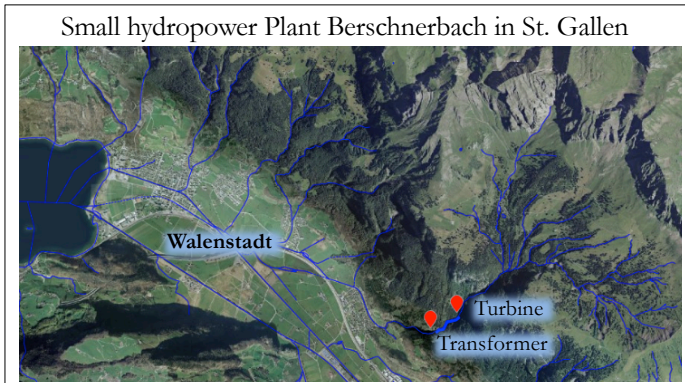 Small hydropower Plant Berschnerbach in St. Gallen
Walenstadt
Turbine
Transformer